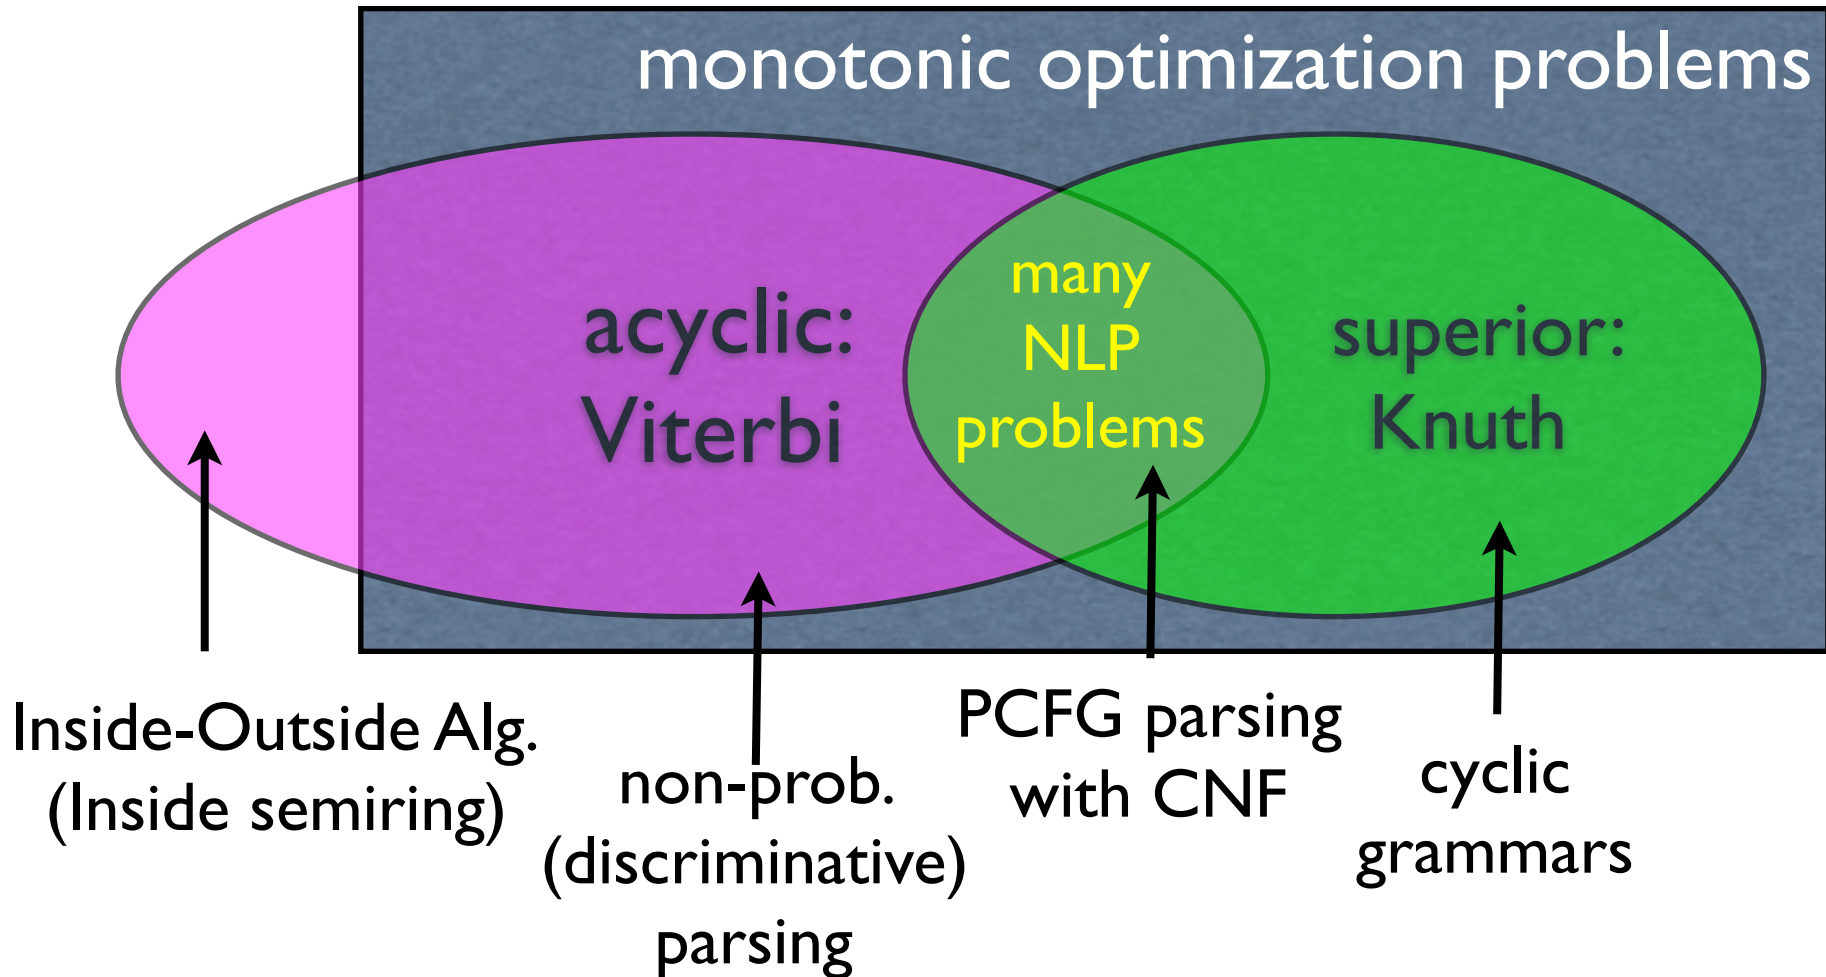 monotonic optimization problems
acyclic:
Viterbi
many
NLP
problems
superior:
Knuth
Inside-Outside Alg.
(Inside semiring)
non-prob.
(discriminative)
parsing
PCFG parsing
with CNF
cyclic
grammars